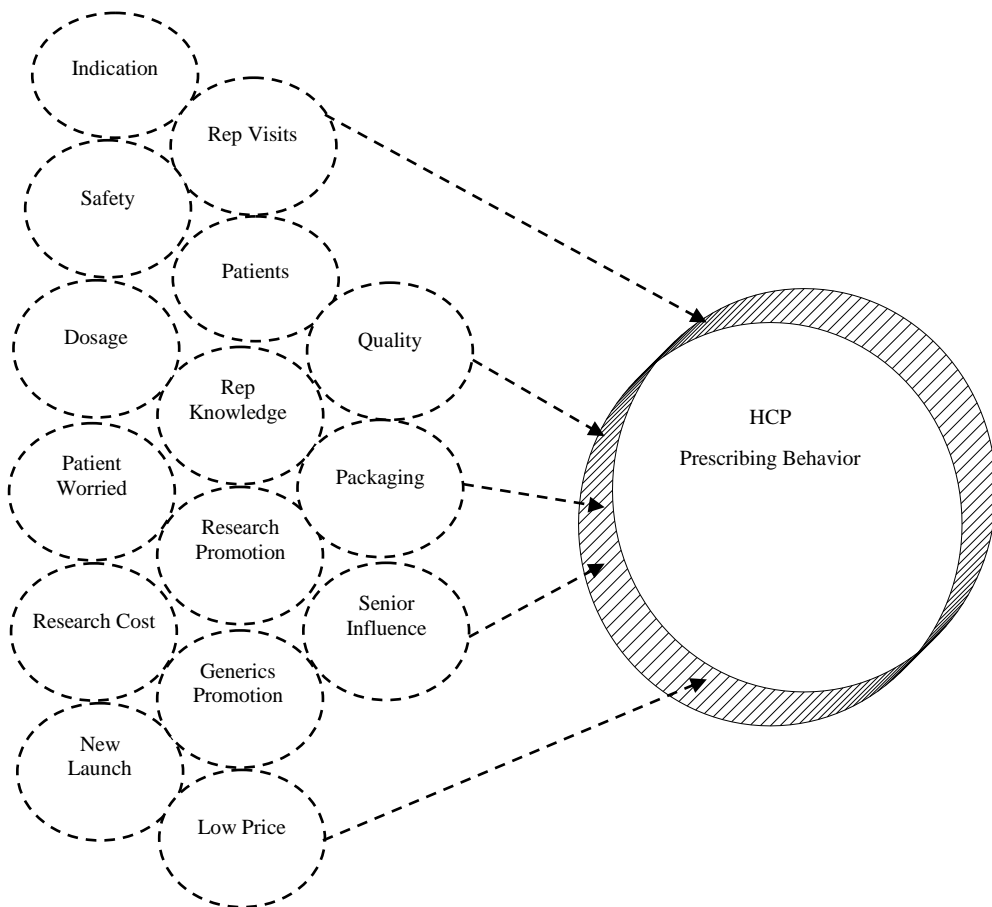 Indication
Rep Visits
Safety
Patients
Dosage
Quality
Rep
Knowledge
Patient
Worried
Packaging
Research
Promotion
Research Cost
Senior
Influence
Generics
Promotion
New
Launch
Low Price
HCP
Prescribing Behavior